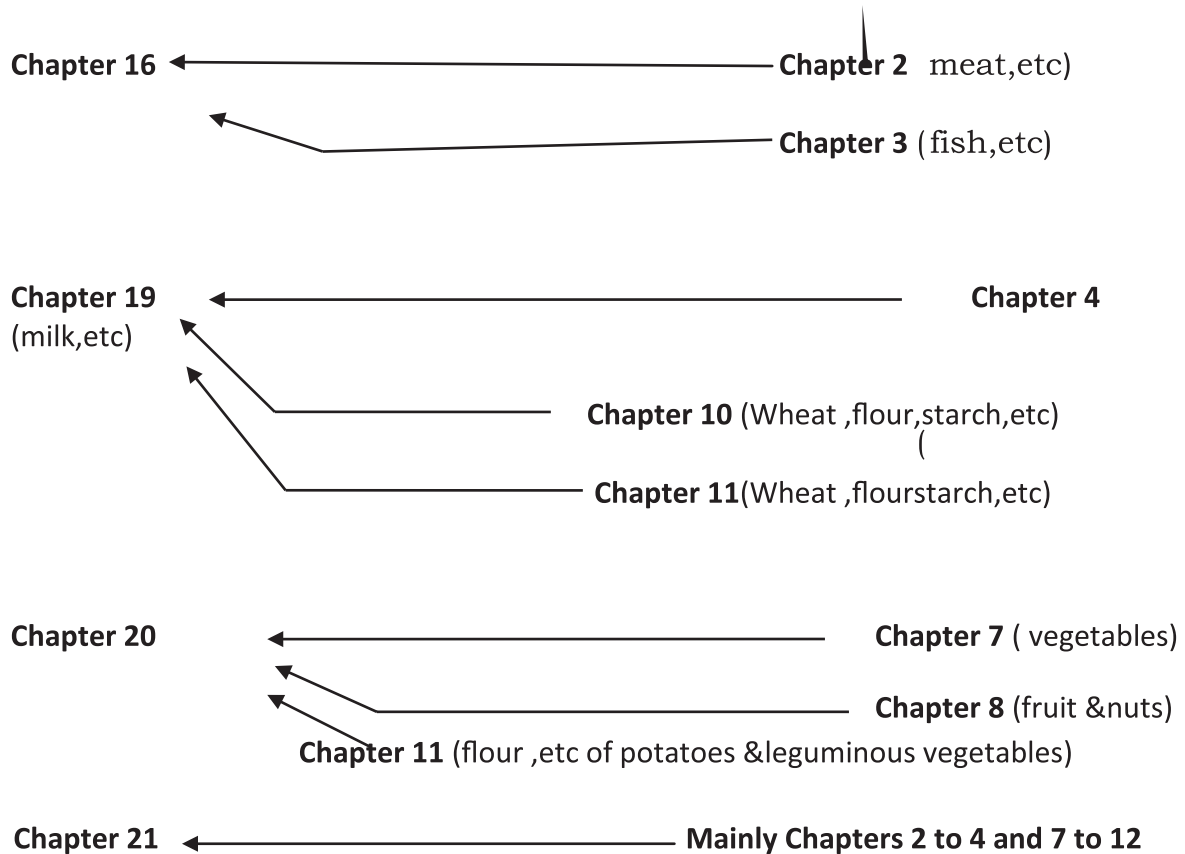 Chapter 16 Chapter 2 meat,etc)
Chapter 3 ( fish,etc)
Chapter 19 Chapter 4
(milk,etc)
Chapter 10 (Wheat ,flour,starch,etc)
(
Chapter 11(Wheat ,flourstarch,etc)
Chapter 20 Chapter 7 ( vegetables)
Chapter 8 (fruit &nuts)
Chapter 11 (flour ,etc of potatoes &leguminous vegetables)
Chapter 21 Mainly Chapters 2 to 4 and 7 to 12